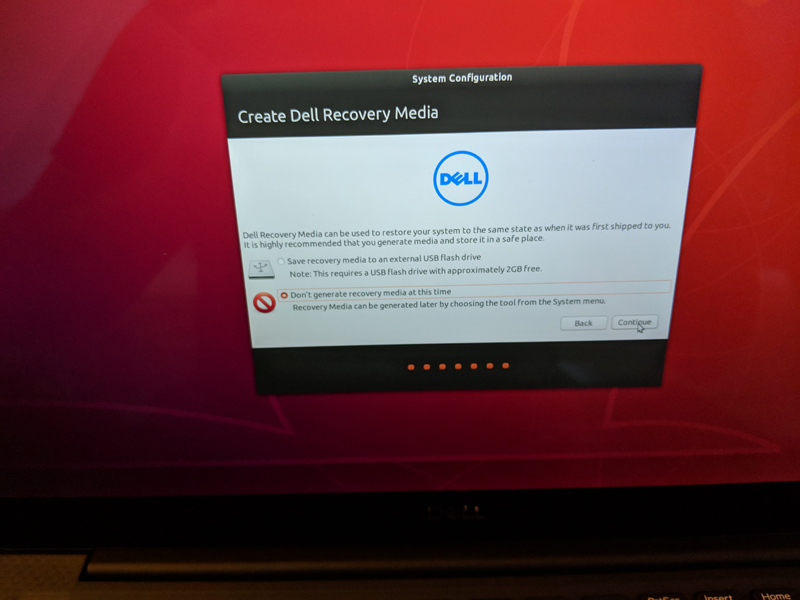 System Configuration
Create Dell Recovery Media
DELL
Dell Recovery Media can be used to restore your system to the same state as when it was first shipped to you.
It is highly recommended that you generate media and store it in a safe place.
Save recovery media to an external USB flash drive
Note: This requires a USB flash drive with approximately 2GB free.
Don't generate recovery media at this time
Recovery Media can be generated later by choosing the tool from the System menu.
Back Continue
DELL
PrtScr Insert Home